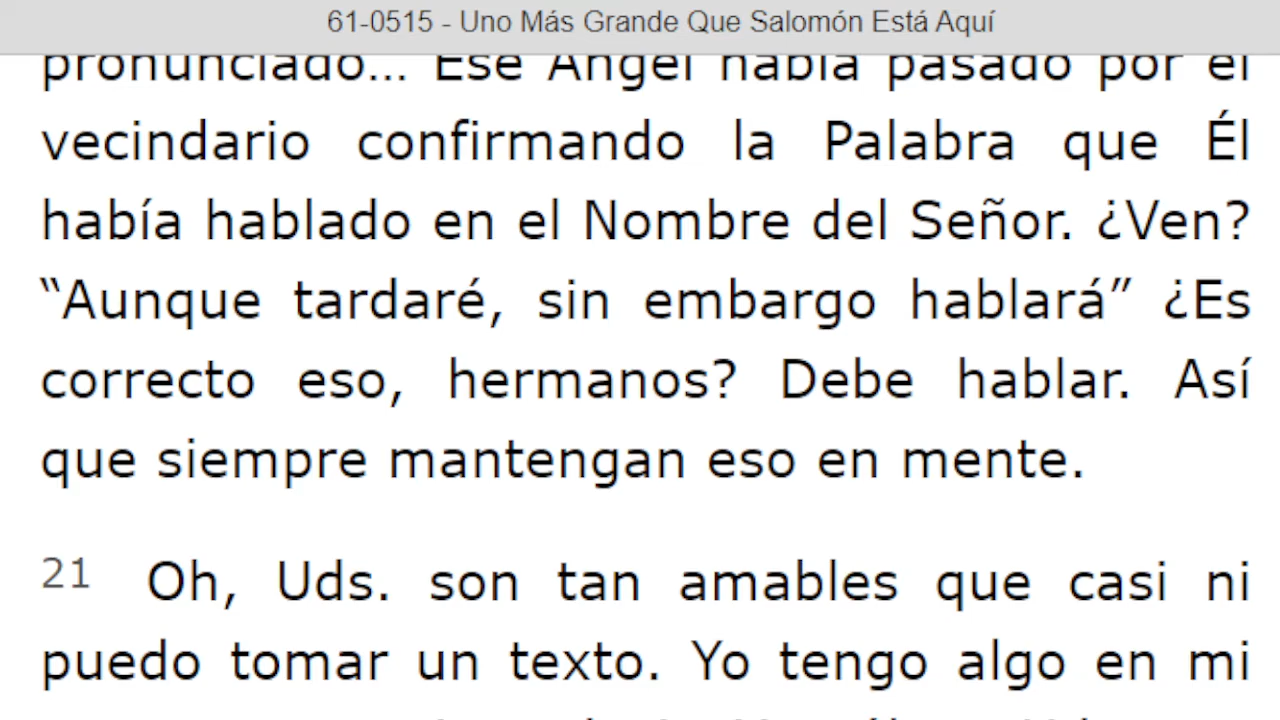 61-0515 - Uno Más Grande Que Salomón Está Aquí
pronunciado... Ese Ángel había pasado por el
vecindario confirmando la Palabra que Él
había hablado en el Nombre del Señor. ¿Ven?
“Aunque tardaré, sin embargo hablará” ¿Es
correcto eso, hermanos? Debe hablar. Así
que siempre mantengan eso en mente.
21 Oh, Uds. son tan amables que casi ni
puedo tomar un texto. Yo tengo algo en mi